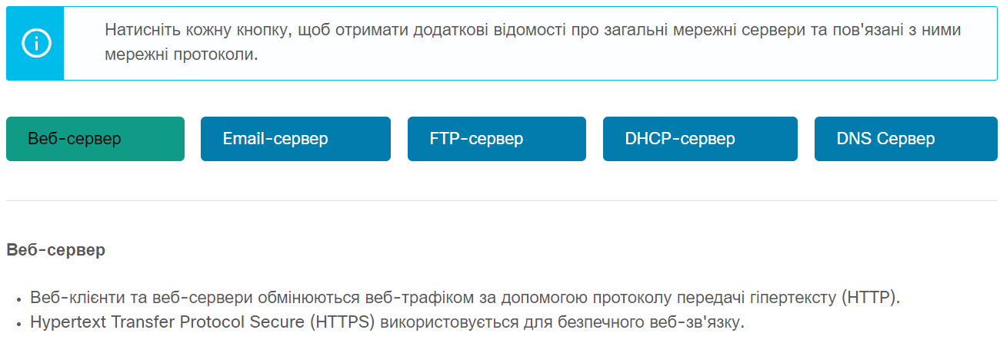 Натисніть кожну кнопку, щоб отримати додаткові відомості про загальні мережні сервери та пов'язані з ними
мережні протоколи.
Веб-сервер
Email-сервер
FTP-сервер
DHCP-сервер
DNS Сервер
Веб-сервер
• Веб-клієнти та веб-сервери обмінюються веб-трафіком за допомогою протоколу передачі гіпертексту (HTTP).
• Hypertext Transfer Protocol Secure (HTTPS) використовується для безпечного веб-зв'язку.